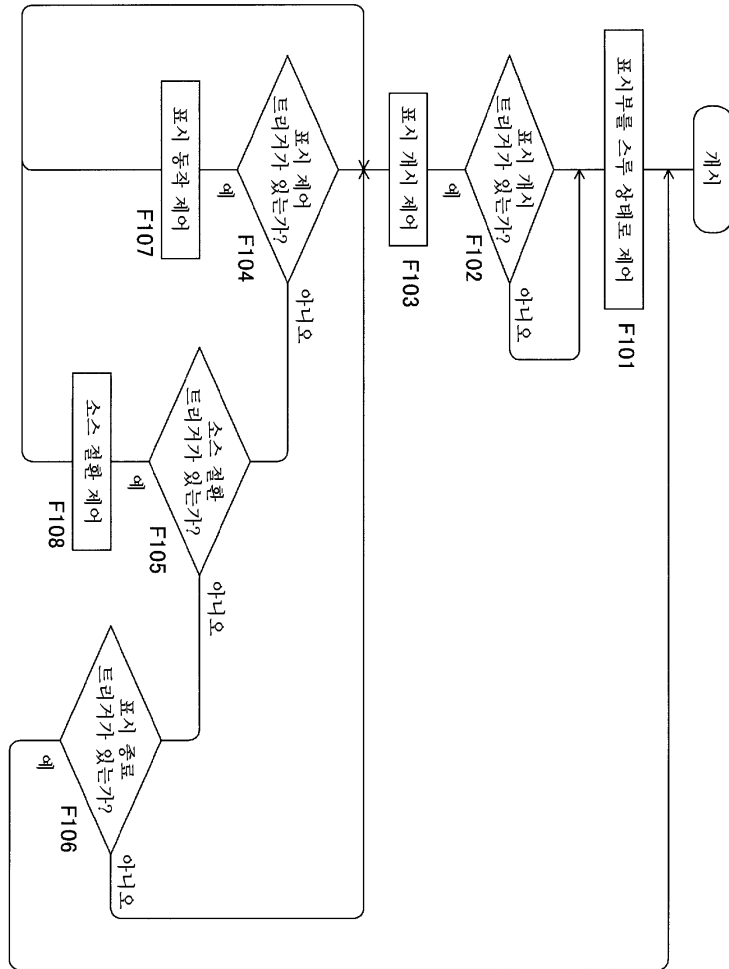 개시
표시부를 스루 상태로 제어
F101
표시 개시
트리거가 있는가?
F102
아니오
예
표시 개시 제어
F103
표시 제어
트리거가 있는가?
F104
아니오
예
표시 동작 제어
F107
소스 절환
트리거가 있는가?
F105
아니오
예
소스 절환 제어
F108
표시 종료
트리거가 있는가?
F106
아니오
예